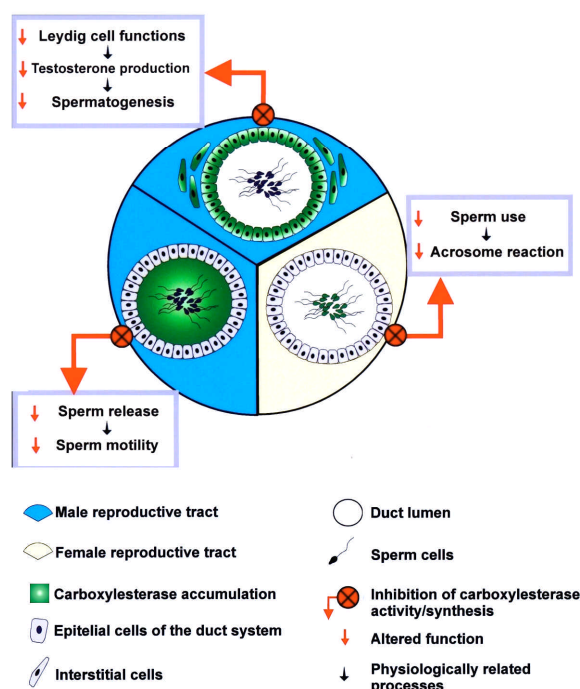 Leydig cell functions
Testosterone production
Spermatogenesis
Sperm use
Acrosome reaction
Sperm release
Sperm motility
Male reproductive tract
Female reproductive tract
Carboxylesterase accumulation
Epitelial cells of the duct system
Interstitial cells
Duct lumen
Sperm cells
Inhibition of carboxylesterase
activity/synthesis
Altered function
Physiologically related
processes